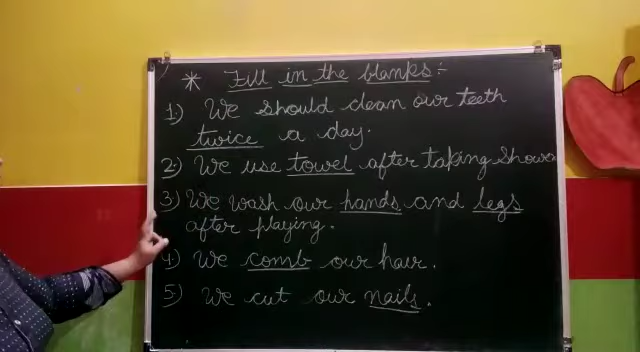 * Fill in the blanks :-
1) We should clean our teeth
twice a day.
2) We use towel after taking Shower
3) We wash our hands and legs
after playing.
4) We comb our hair.
5) We cut our nails.